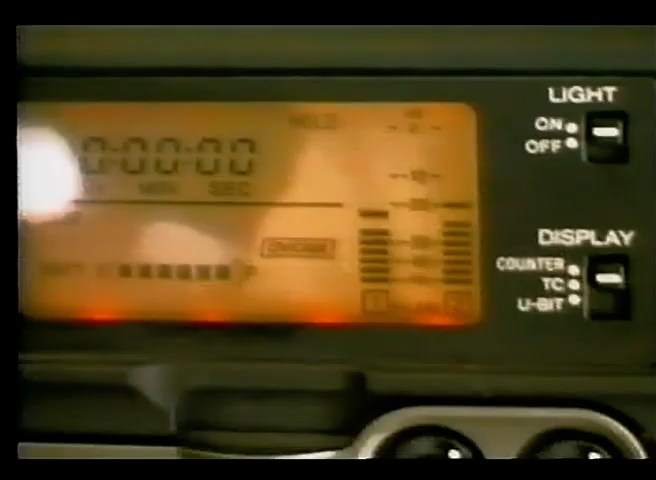 LIGHT
ON
OFF
HOLD
0:00:00
MIN SEC
DISPLAY
COUNTER
TC
U-BIT